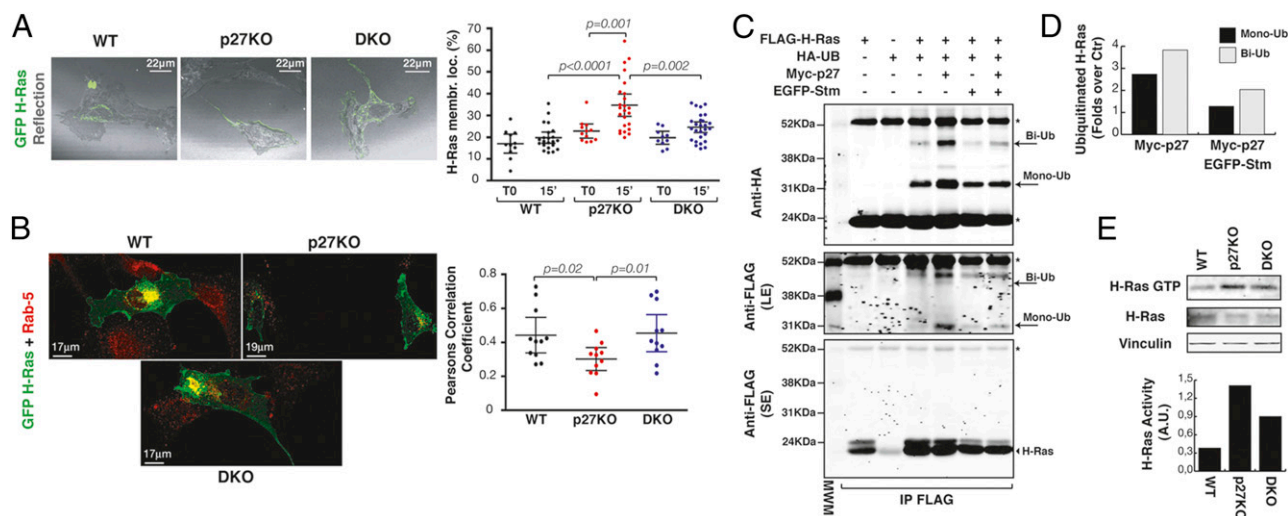 A
WT
p27KO
DKO
22µm
22µm
22µm
GFP H-Ras
Reflection
H-Ras membr. loc. (%)
70
60
50
40
30
20
10
0
p=0.001
p<0.0001
p=0.002
T0 15' T0 15' T0 15'
WT p27KO DKO
B
WT
p27KO
GFP H-Ras + Rab-5
17µm
19µm
17µm
DKO
Pearsons Correlation
Coefficient
0.8
0.6
0.4
0.2
0
p=0.02
p=0.01
WT p27KO DKO
C
FLAG-H-Ras + - + + + +
HA-UB - + + + + +
Myc-p27 - - - + - +
EGFP-Stm - - - - + +
Anti-HA
52KDa
38KDa
31KDa
24KDa
*
Bi-Ub
Mono-Ub
*
Anti-FLAG
(LE)
52KDa
38KDa
31KDa
*
Bi-Ub
Mono-Ub
Anti-FLAG
(SE)
52KDa
38KDa
31KDa
24KDa
*
H-Ras
MWM
IP FLAG
D
Ubiquitinated H-Ras
(Folds over Ctr)
6
4
2
0
Mono-Ub
Bi-Ub
Myc-p27 Myc-p27
EGFP-Stm
E
WT
p27KO
DKO
H-Ras GTP
H-Ras
Vinculin
H-Ras Activity
(A.U.)
1,5
1,2
0,9
0,6
0,3
0,0
WT
p27KO
DKO